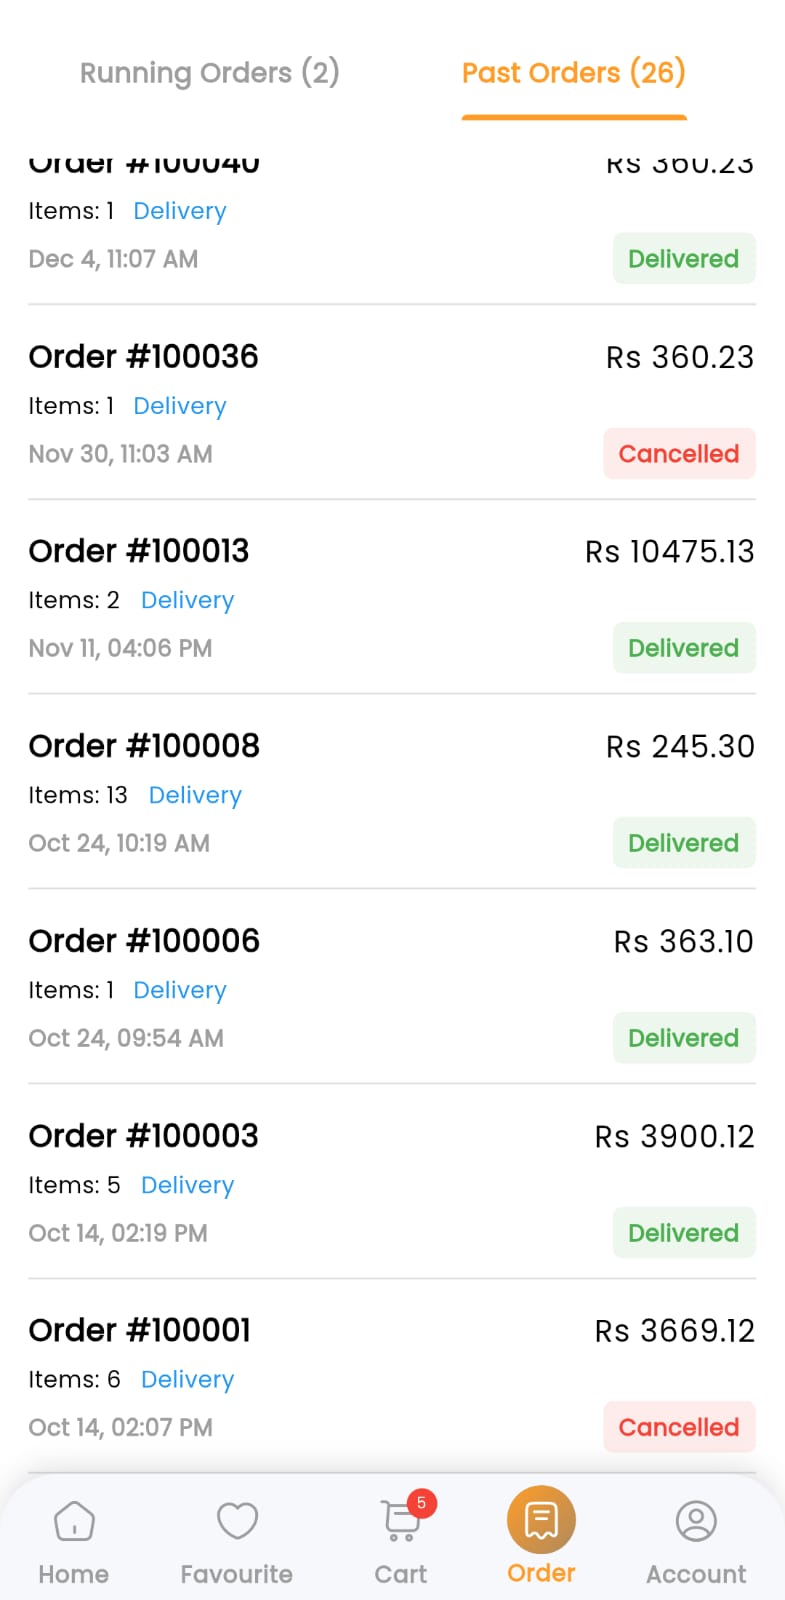 Running Orders (2) Past Orders (26)
Order #100040 Rs 360.23
Items: 1 Delivery
Dec 4, 11:07 AM Delivered
Order #100036 Rs 360.23
Items: 1 Delivery
Nov 30, 11:03 AM Cancelled
Order #100013 Rs 10475.13
Items: 2 Delivery
Nov 11, 04:06 PM Delivered
Order #100008 Rs 245.30
Items: 13 Delivery
Oct 24, 10:19 AM Delivered
Order #100006 Rs 363.10
Items: 1 Delivery
Oct 24, 09:54 AM Delivered
Order #100003 Rs 3900.12
Items: 5 Delivery
Oct 14, 02:19 PM Delivered
Order #100001 Rs 3669.12
Items: 6 Delivery
Oct 14, 02:07 PM Cancelled
5
Home Favourite Cart Order Account